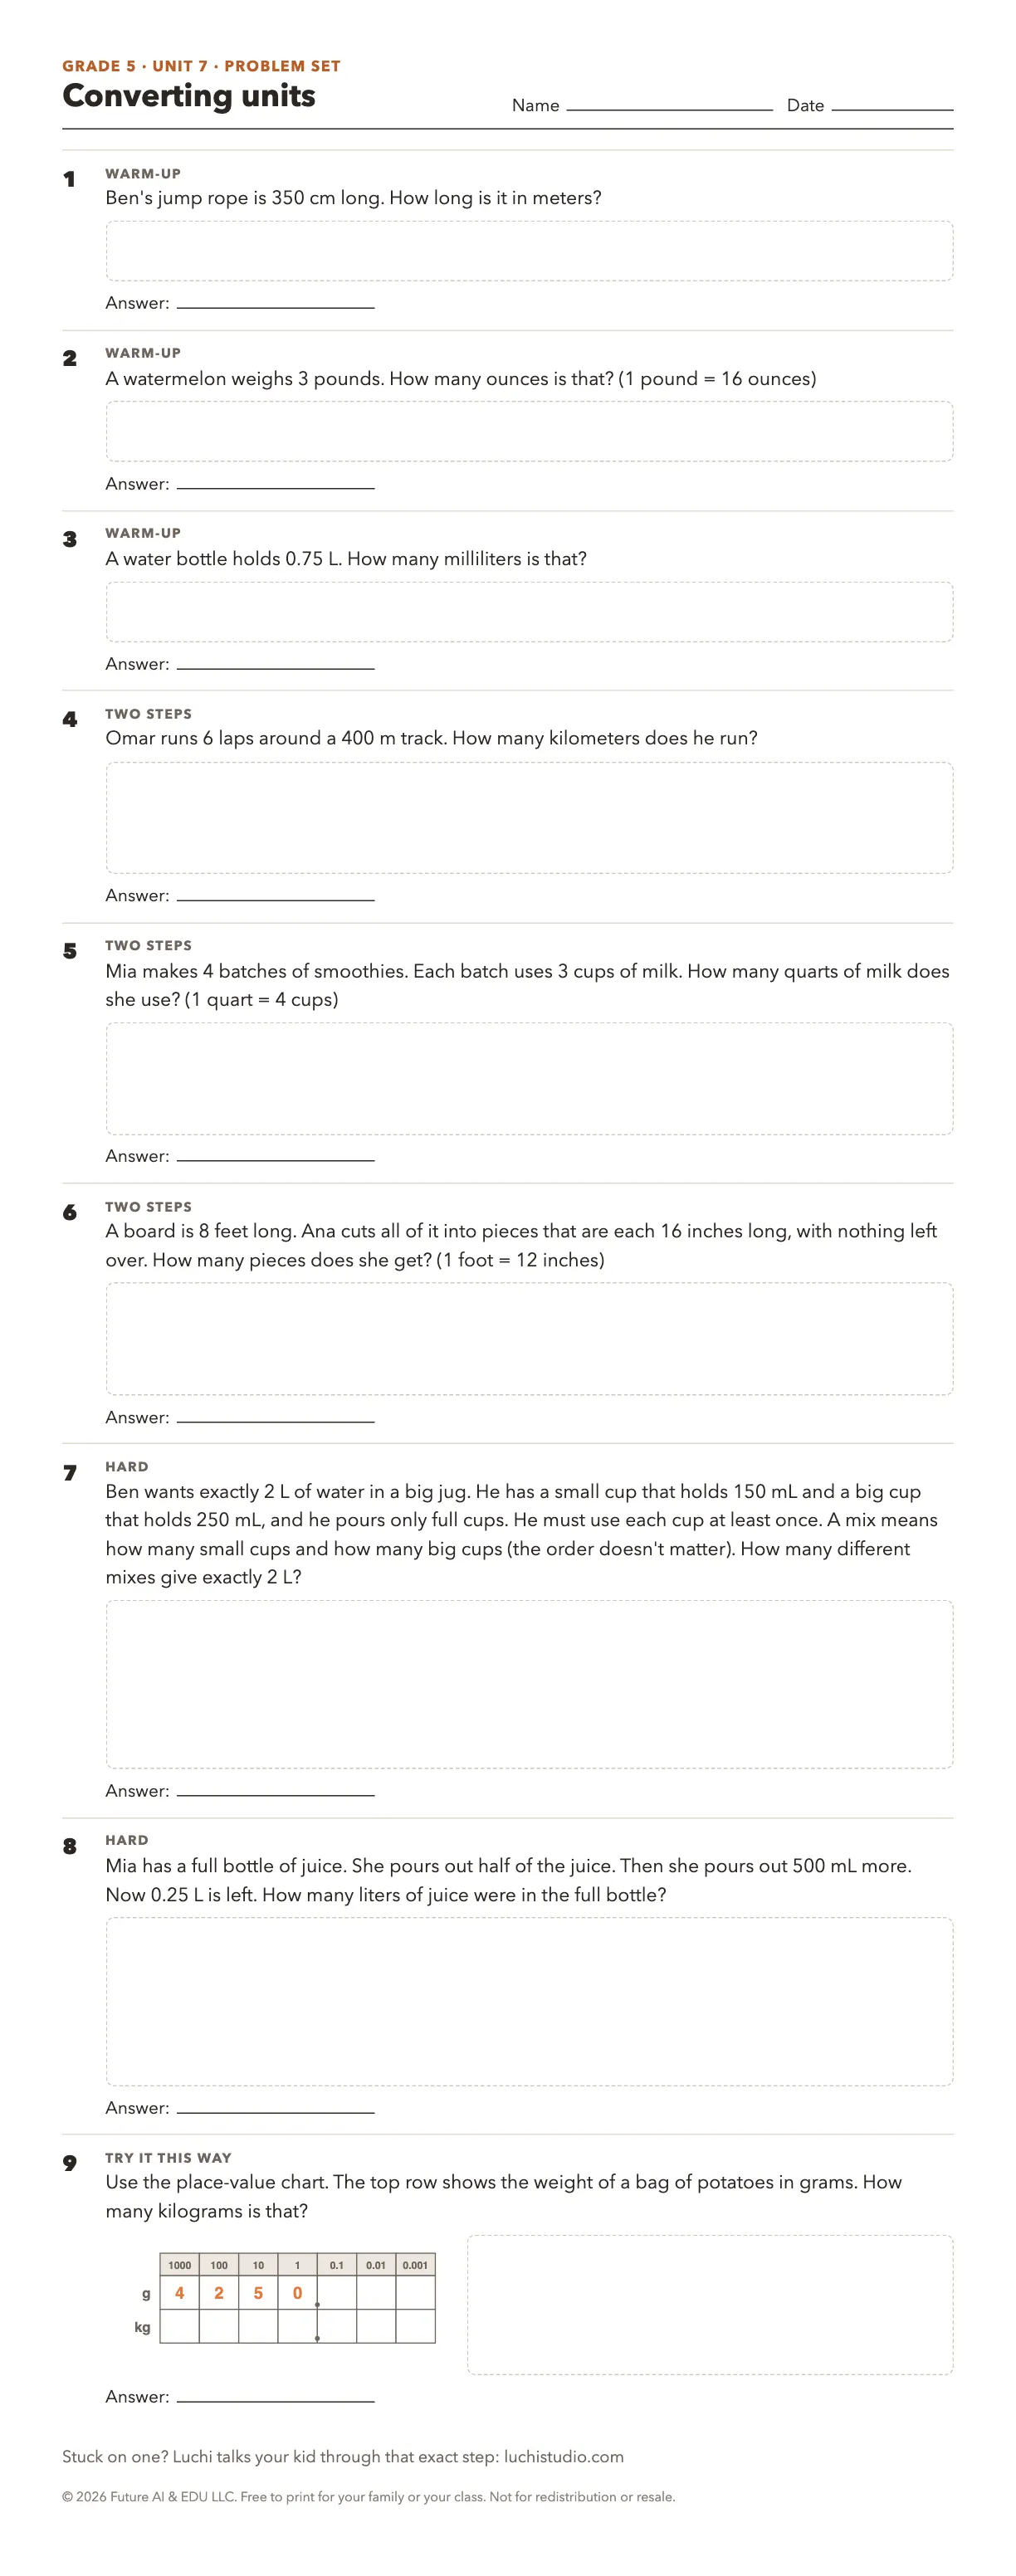 GRADE 5 · UNIT 7 · PROBLEM SET
Converting units
Name
Date
1
WARM-UP
Ben's jump rope is 350 cm long. How long is it in meters?
Answer:
2
WARM-UP
A watermelon weighs 3 pounds. How many ounces is that? (1 pound = 16 ounces)
Answer:
3
WARM-UP
A water bottle holds 0.75 L. How many milliliters is that?
Answer:
4
TWO STEPS
Omar runs 6 laps around a 400 m track. How many kilometers does he run?
Answer:
5
TWO STEPS
Mia makes 4 batches of smoothies. Each batch uses 3 cups of milk. How many quarts of milk does
she use? (1 quart = 4 cups)
Answer:
6
TWO STEPS
A board is 8 feet long. Ana cuts all of it into pieces that are each 16 inches long, with nothing left
over. How many pieces does she get? (1 foot = 12 inches)
Answer:
7
HARD
Ben wants exactly 2 L of water in a big jug. He has a small cup that holds 150 mL and a big cup
that holds 250 mL, and he pours only full cups. He must use each cup at least once. A mix means
how many small cups and how many big cups (the order doesn't matter). How many different
mixes give exactly 2 L?
Answer:
8
HARD
Mia has a full bottle of juice. She pours out half of the juice. Then she pours out 500 mL more.
Now 0.25 L is left. How many liters of juice were in the full bottle?
Answer:
9
TRY IT THIS WAY
Use the place-value chart. The top row shows the weight of a bag of potatoes in grams. How
many kilograms is that?
1000 100 10 1 0.1 0.01 0.001
g 4 2 5 0 .
kg .
Answer:
Stuck on one? Luchi talks your kid through that exact step: luchistudio.com
© 2026 Future AI & EDU LLC. Free to print for your family or your class. Not for redistribution or resale.